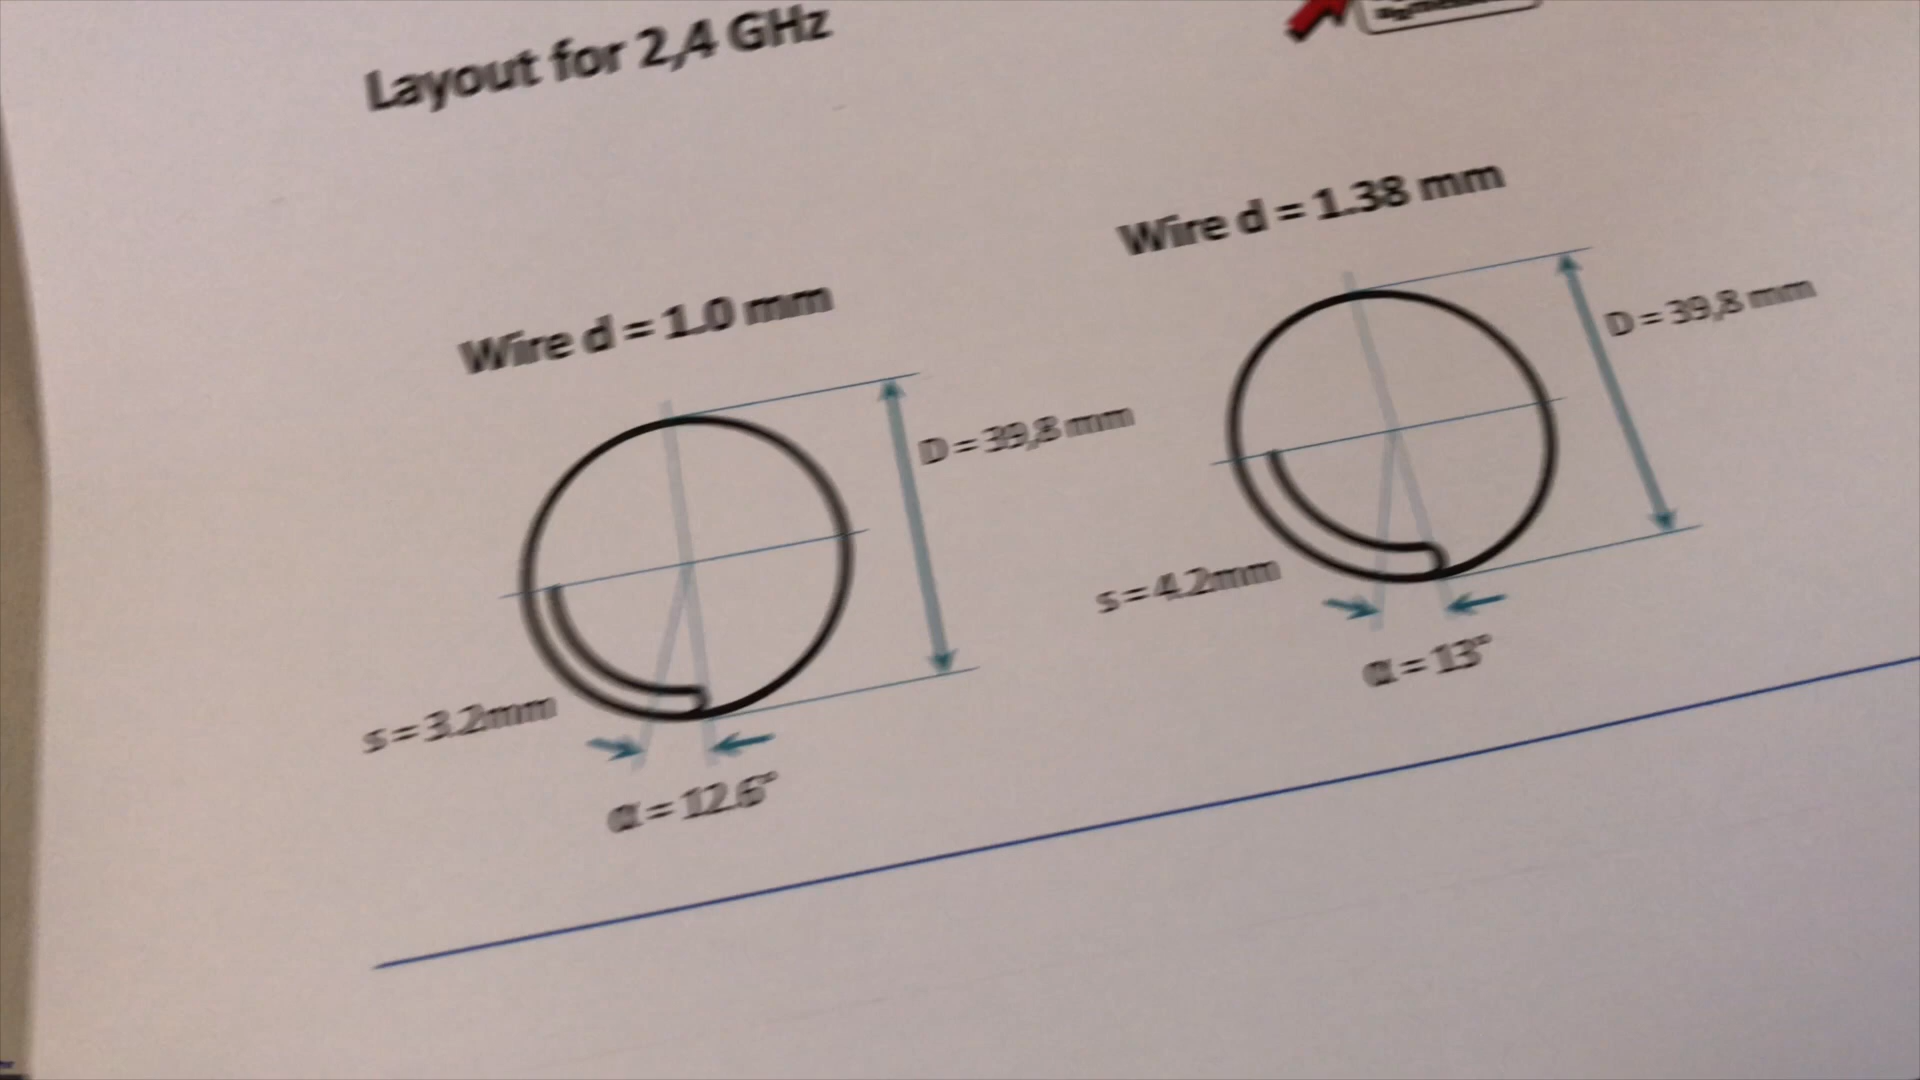 Layout for 2,4 GHz
Wire d = 1.0 mm
D = 39,8 mm
s = 3.2mm
α = 12.6°
Wire d = 1.38 mm
D = 39,8 mm
s = 4.2mm
α = 13°